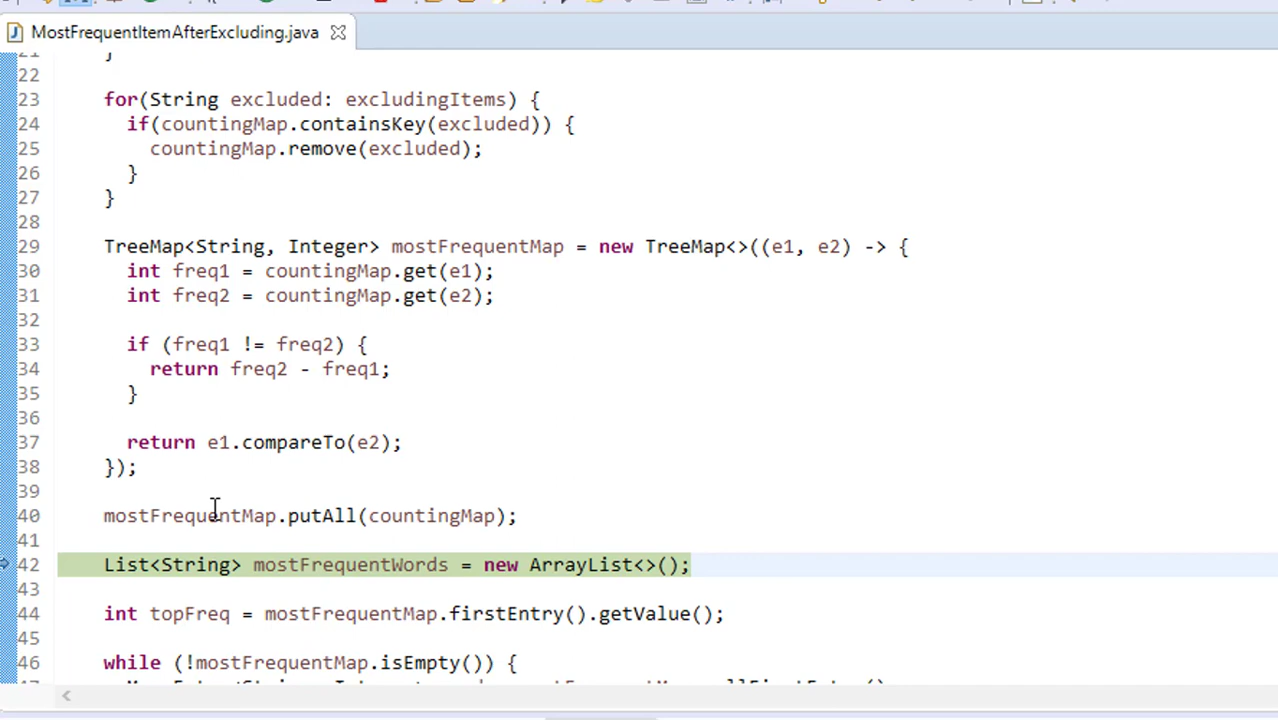 MostFrequentItemAfterExcluding.java
22
23 for(String excluded: excludingItems) {
24 if(countingMap.containsKey(excluded)) {
25 countingMap.remove(excluded);
26 }
27 }
28
29 TreeMap<String, Integer> mostFrequentMap = new TreeMap<>((e1, e2) -> {
30 int freq1 = countingMap.get(e1);
31 int freq2 = countingMap.get(e2);
32
33 if (freq1 != freq2) {
34 return freq2 - freq1;
35 }
36
37 return e1.compareTo(e2);
38 });
39
40 mostFrequentMap.putAll(countingMap);
41
42 List<String> mostFrequentWords = new ArrayList<>();
43
44 int topFreq = mostFrequentMap.firstEntry().getValue();
45
46 while (!mostFrequentMap.isEmpty()) {